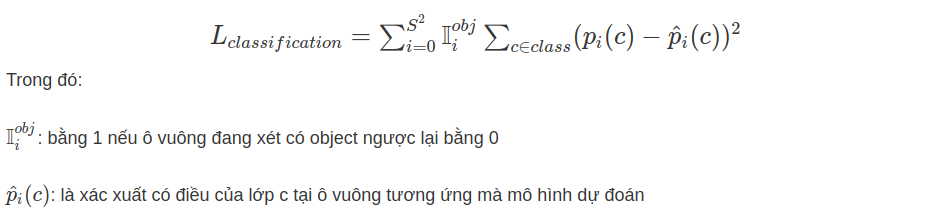 L_{classification} = \sum_{i=0}^{S^2} \mathbb{I}_i^{obj} \sum_{c \in class} (p_i(c) - \hat{p}_i(c))^2
Trong đó:
\mathbb{I}_i^{obj}: bằng 1 nếu ô vuông đang xét có object ngược lại bằng 0
\hat{p}_i(c): là xác xuất có điều của lớp c tại ô vuông tương ứng mà mô hình dự đoán